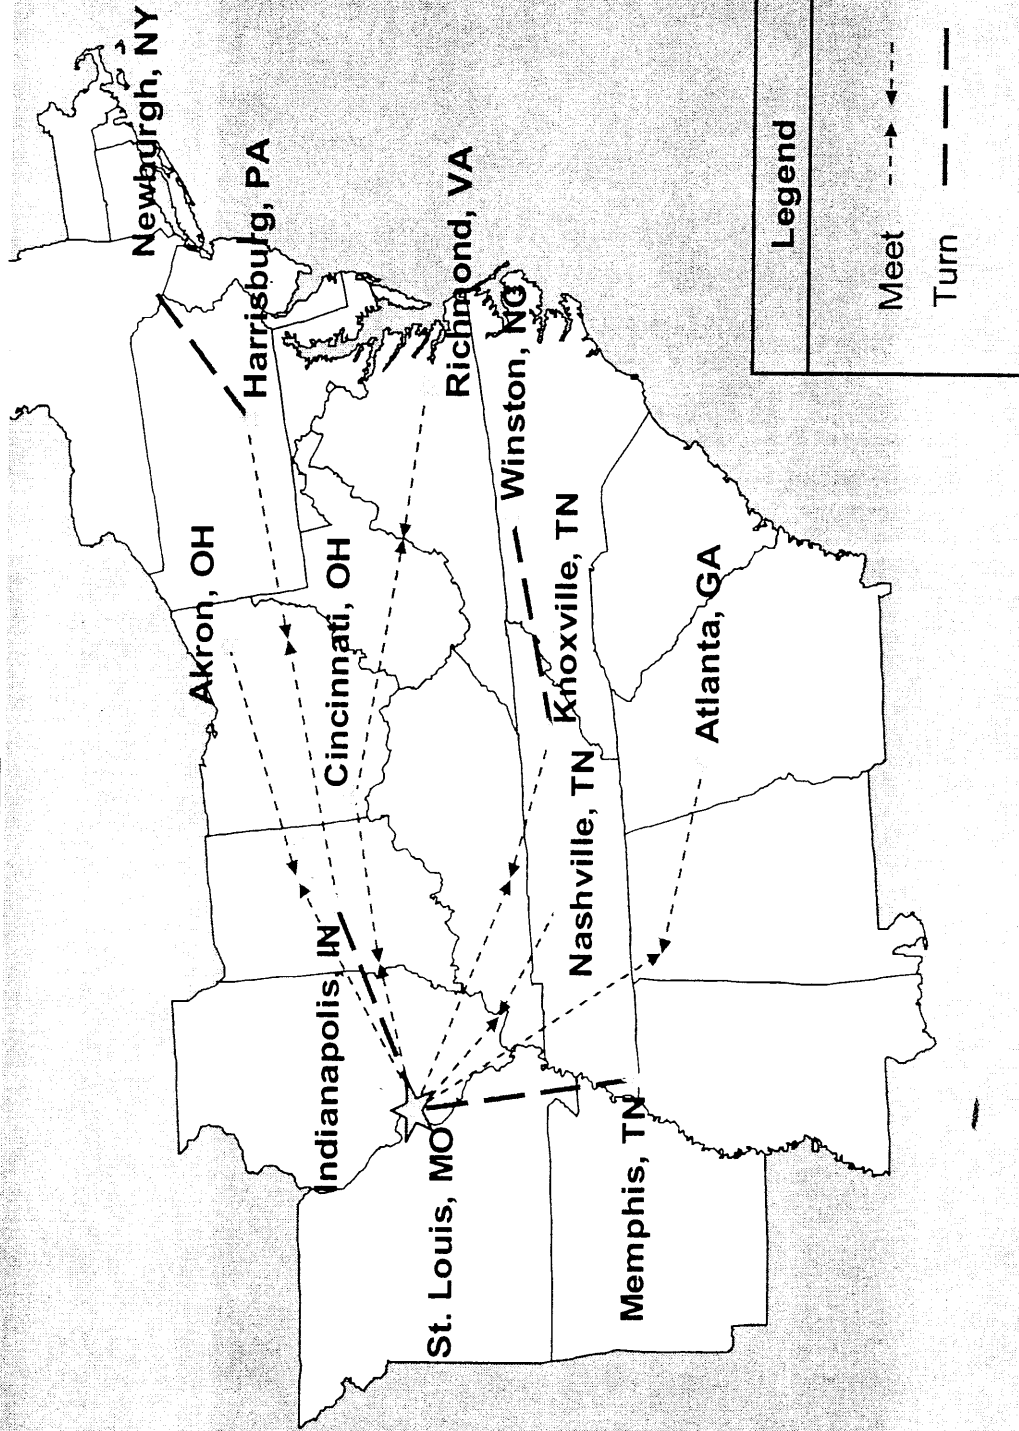 Newburgh, NY
Harrisburg, PA
Akron, OH
Cincinnati, OH
Richmond, VA
Indianapolis, IN
Winston, NC
St. Louis, MO
Knoxville, TN
Nashville, TN
Memphis, TN
Atlanta, GA
Legend
Meet
Turn